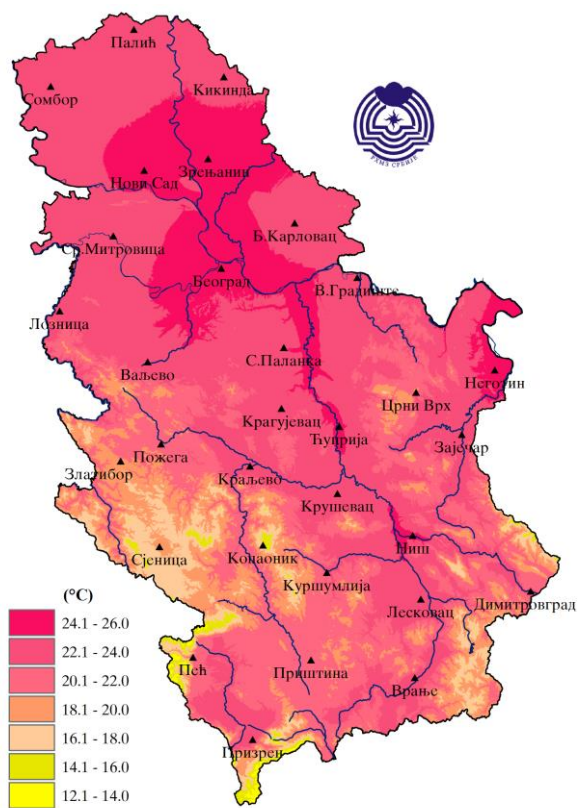 Палић
Кикинда
Сомбор
Зрењанин
Нови Сад
РХМЗ СРБИЈЕ
Б.Карловац
Ср.Митровица
Београд
В.Градиште
Лозница
С.Паланка
Ваљево
Неготин
Црни Врх
Крагујевац
Ћуприја
Зајечар
Пожега
Златибор
Краљево
Крушевац
Ниш
Сјеница
Копаоник
Куршумлија
Димитровград
Лесковац
Пећ
Приштина
Врање
Призрен
(°C)
24.1 - 26.0
22.1 - 24.0
20.1 - 22.0
18.1 - 20.0
16.1 - 18.0
14.1 - 16.0
12.1 - 14.0